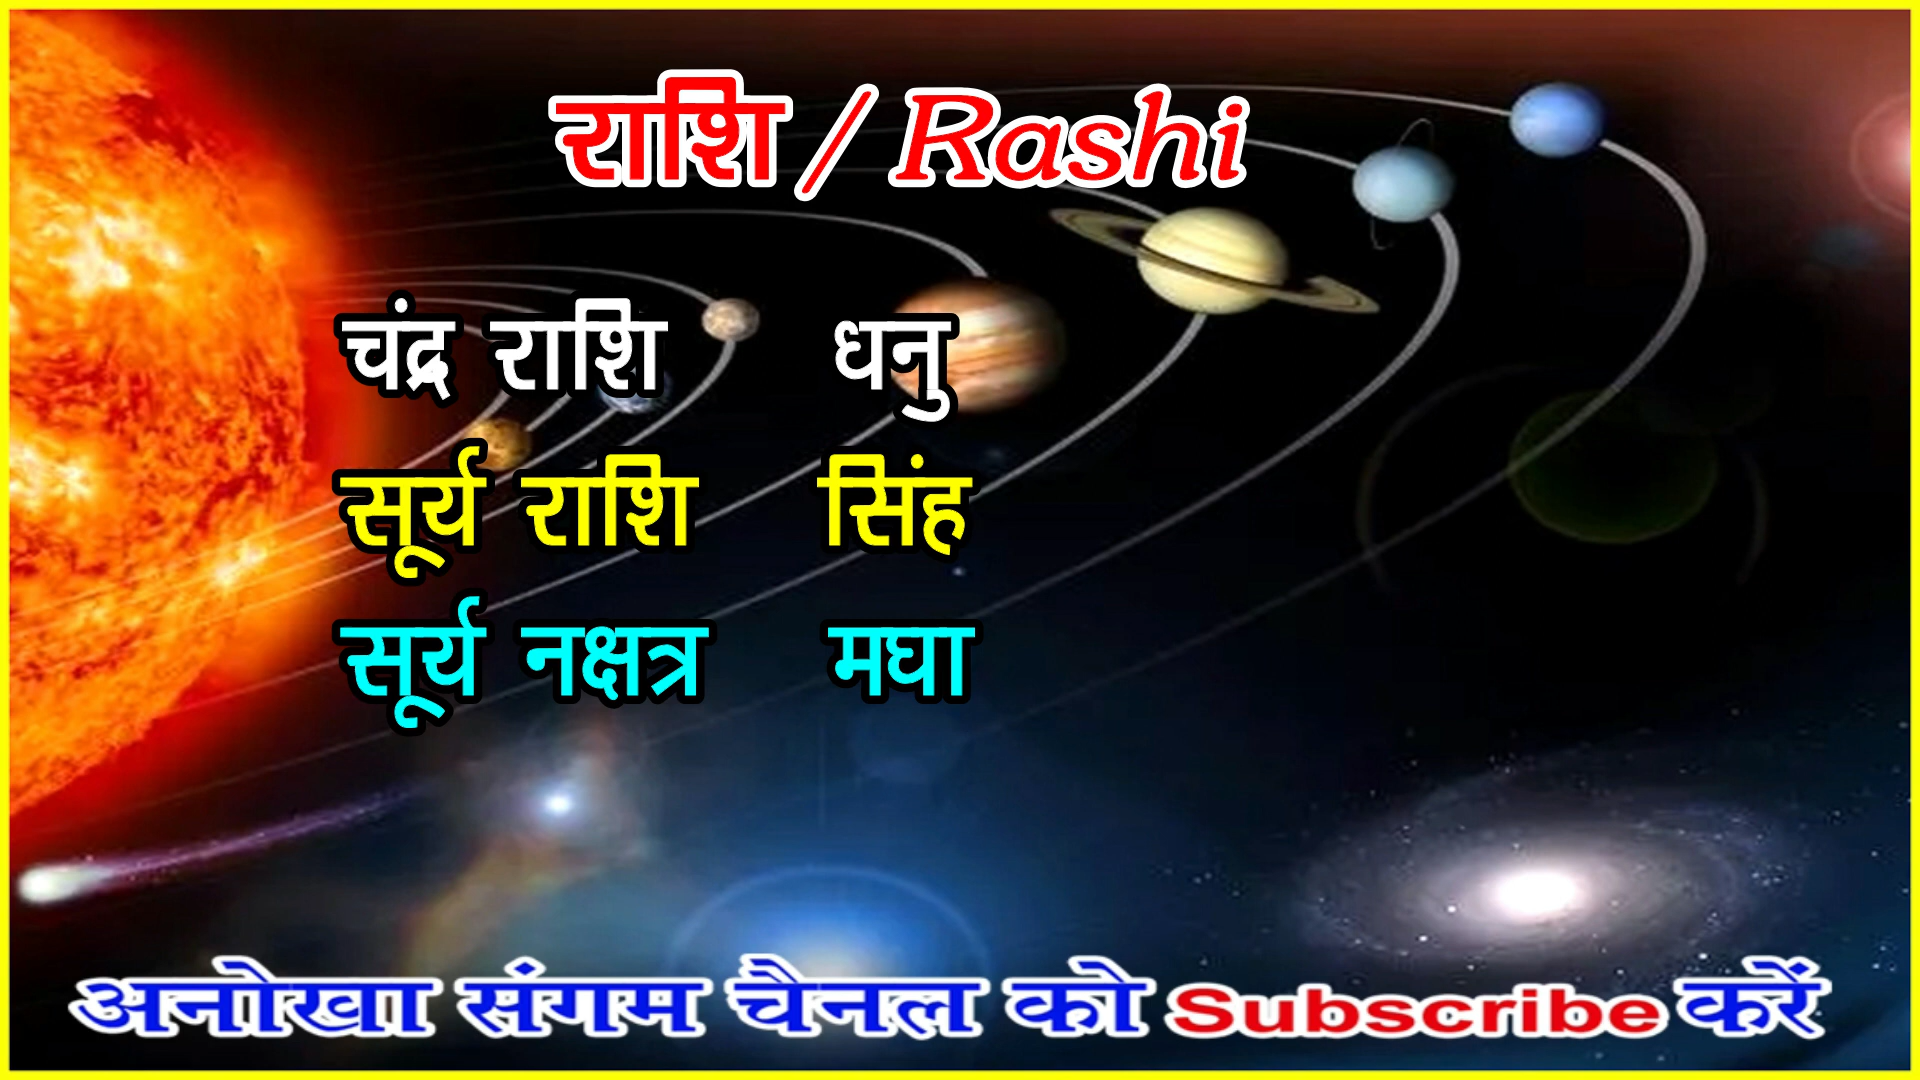 राशि / Rashi
चंद्र राशि धनु
सूर्य राशि सिंह
सूर्य नक्षत्र मघा
अनोखा संगम चैनल को Subscribe करें